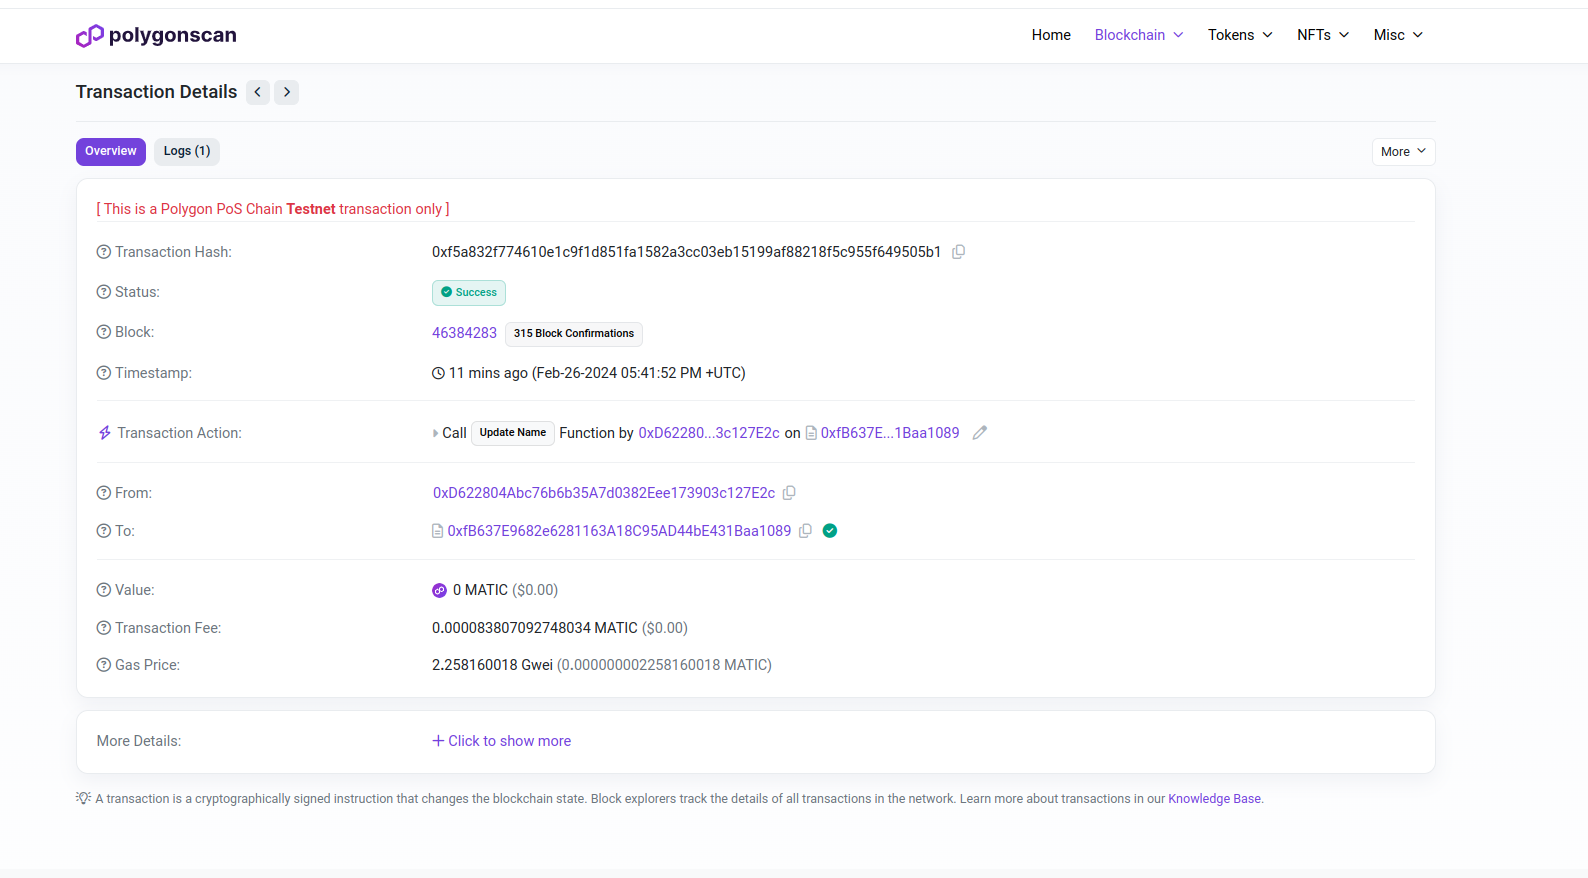 polygonscan
Home Blockchain Tokens NFTs Misc
Transaction Details
Overview Logs (1) More
[ This is a Polygon PoS Chain Testnet transaction only ]
Transaction Hash: 0xf5a832f774610e1c9f1d851fa1582a3cc03eb15199af88218f5c955f649505b1
Status: Success
Block: 46384283 315 Block Confirmations
Timestamp: 11 mins ago (Feb-26-2024 05:41:52 PM +UTC)
Transaction Action: Call Update Name Function by 0xD62280...3c127E2c on 0xfB637E...1Baa1089
From: 0xD622804Abc76b6b35A7d0382Eee173903c127E2c
To: 0xfB637E9682e6281163A18C95AD44bE431Baa1089
Value: 0 MATIC ($0.00)
Transaction Fee: 0.000083807092748034 MATIC ($0.00)
Gas Price: 2.258160018 Gwei (0.000000002258160018 MATIC)
More Details: + Click to show more
A transaction is a cryptographically signed instruction that changes the blockchain state. Block explorers track the details of all transactions in the network. Learn more about transactions in our Knowledge Base.